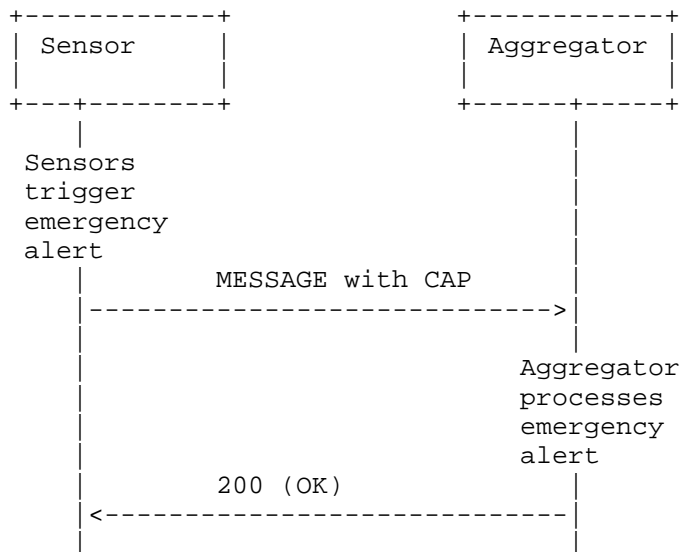 Sensor Aggregator
Sensors
trigger
emergency
alert
MESSAGE with CAP
Aggregator
processes
emergency
alert
200 (OK)